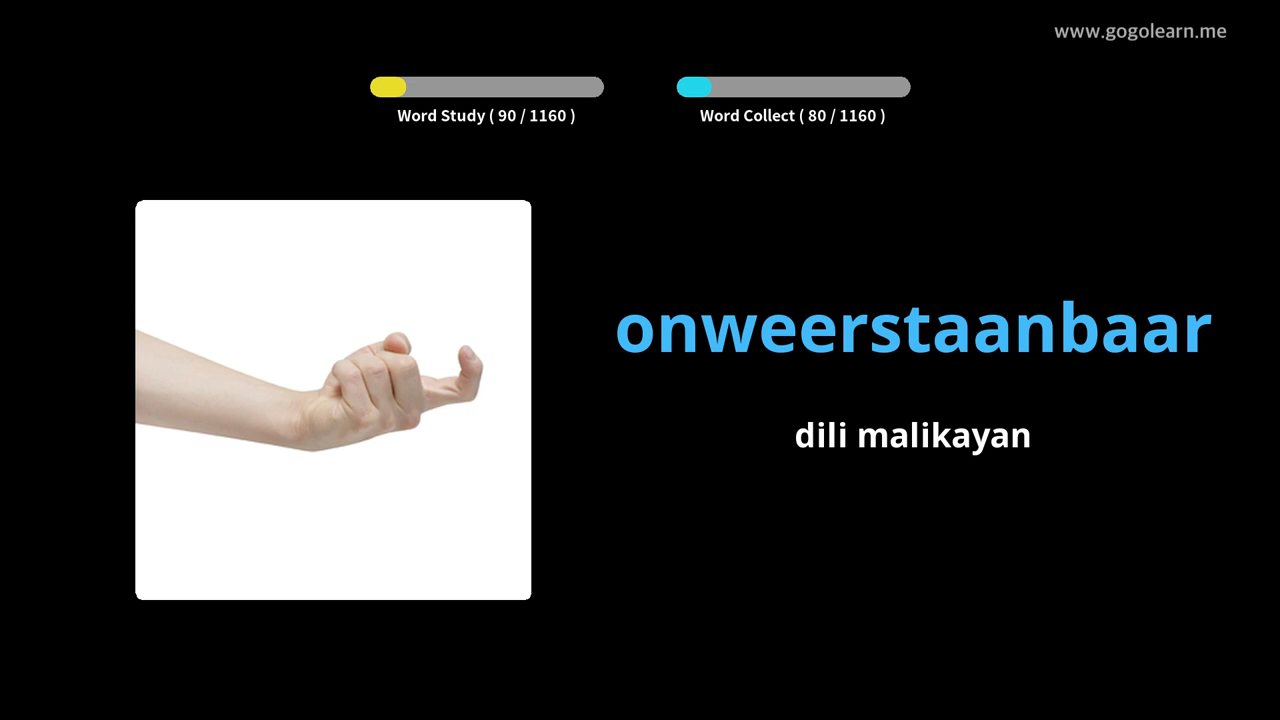 www.gogolearn.me
Word Study ( 90 / 1160 )
Word Collect ( 80 / 1160 )
onweerstaanbaar
dili malikayan